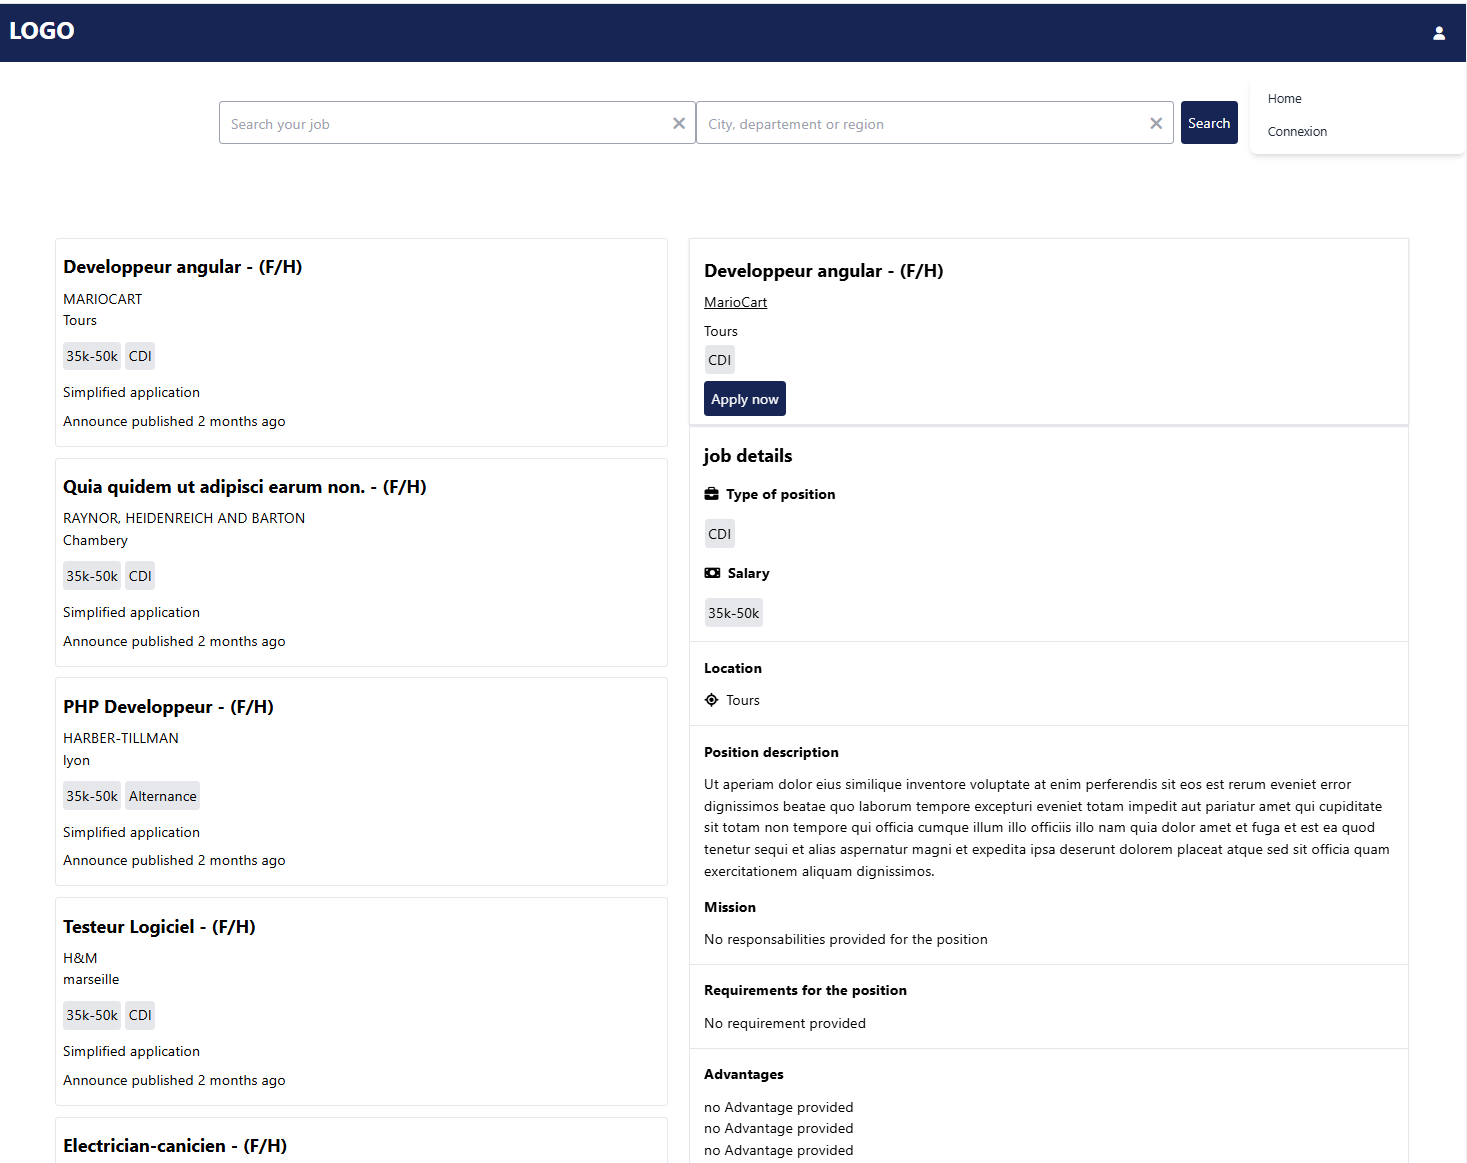 LOGO
Search your job
City, departement or region
Search
Home
Connexion
Developpeur angular - (F/H)
MARIOCART
Tours
35k-50k CDI
Simplified application
Announce published 2 months ago
Quia quidem ut adipisci earum non. - (F/H)
RAYNOR, HEIDENREICH AND BARTON
Chambery
35k-50k CDI
Simplified application
Announce published 2 months ago
PHP Developpeur - (F/H)
HARBER-TILLMAN
lyon
35k-50k Alternance
Simplified application
Announce published 2 months ago
Testeur Logiciel - (F/H)
H&M
marseille
35k-50k CDI
Simplified application
Announce published 2 months ago
Electrician-canicien - (F/H)
Developpeur angular - (F/H)
MarioCart
Tours
CDI
Apply now
job details
Type of position
CDI
Salary
35k-50k
Location
Tours
Position description
Ut aperiam dolor eius similique inventore voluptate at enim perferendis sit eos est rerum eveniet error
dignissimos beatae quo laborum tempore excepturi eveniet totam impedit aut pariatur amet qui cupiditate
sit totam non tempore qui officia cumque illum illo officiis illo nam quia dolor amet et fuga et est ea quod
tenetur sequi et alias aspernatur magni et expedita ipsa deserunt dolorem placeat atque sed sit officia quam
exercitationem aliquam dignissimos.
Mission
No responsabilities provided for the position
Requirements for the position
No requirement provided
Advantages
no Advantage provided
no Advantage provided
no Advantage provided